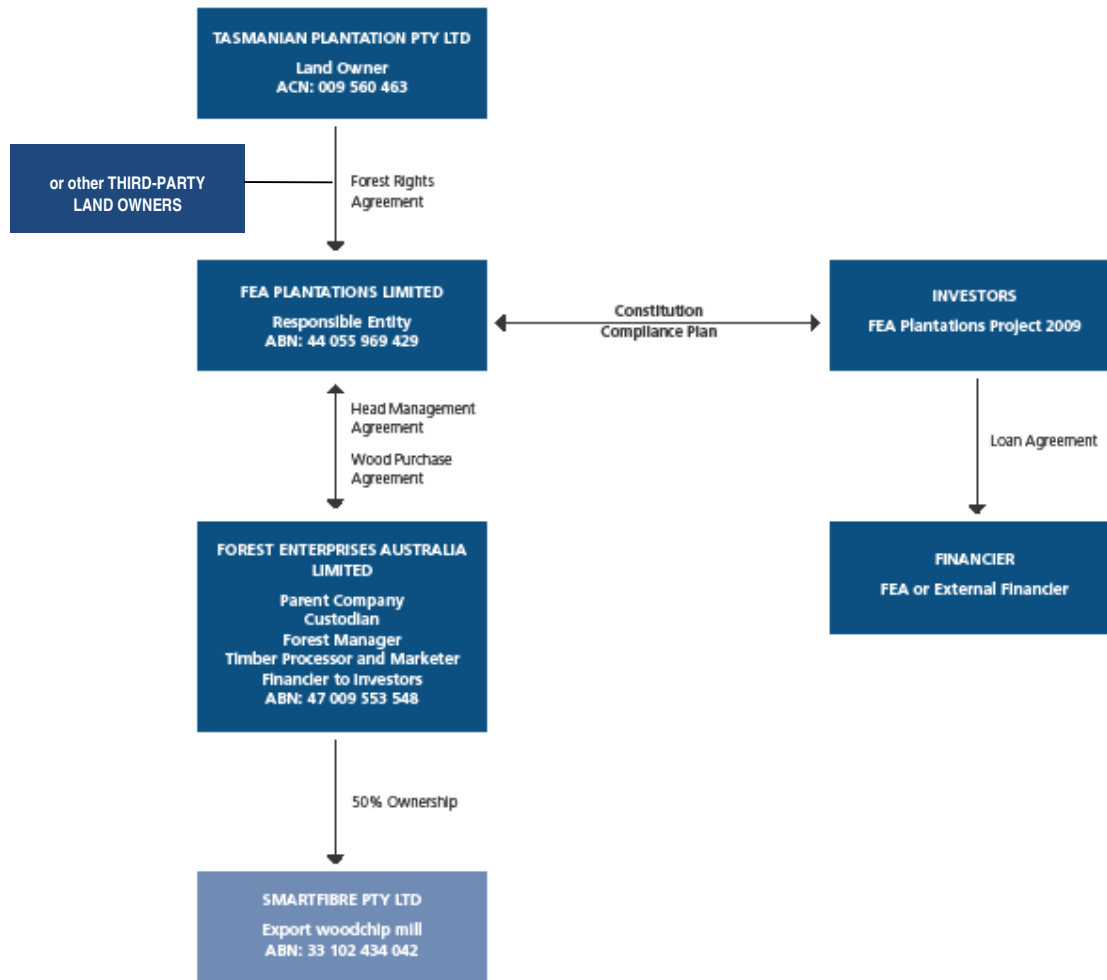 TASMANIAN PLANTATION PTY LTD
Land Owner
ACN: 009 560 463
or other THIRD-PARTY
LAND OWNERS
Forest Rights
Agreement
FEA PLANTATIONS LIMITED
Responsible Entity
ABN: 44 055 969 429
Constitution
Compliance Plan
INVESTORS
FEA Plantations Project 2009
Head Management
Agreement
Wood Purchase
Agreement
Loan Agreement
FOREST ENTERPRISES AUSTRALIA
LIMITED
Parent Company
Custodian
Forest Manager
Timber Processor and Marketer
Financier to Investors
ABN: 47 009 553 548
FINANCIER
FEA or External Financier
50% Ownership
SMARTFIBRE PTY LTD
Export woodchip mill
ABN: 33 102 434 042